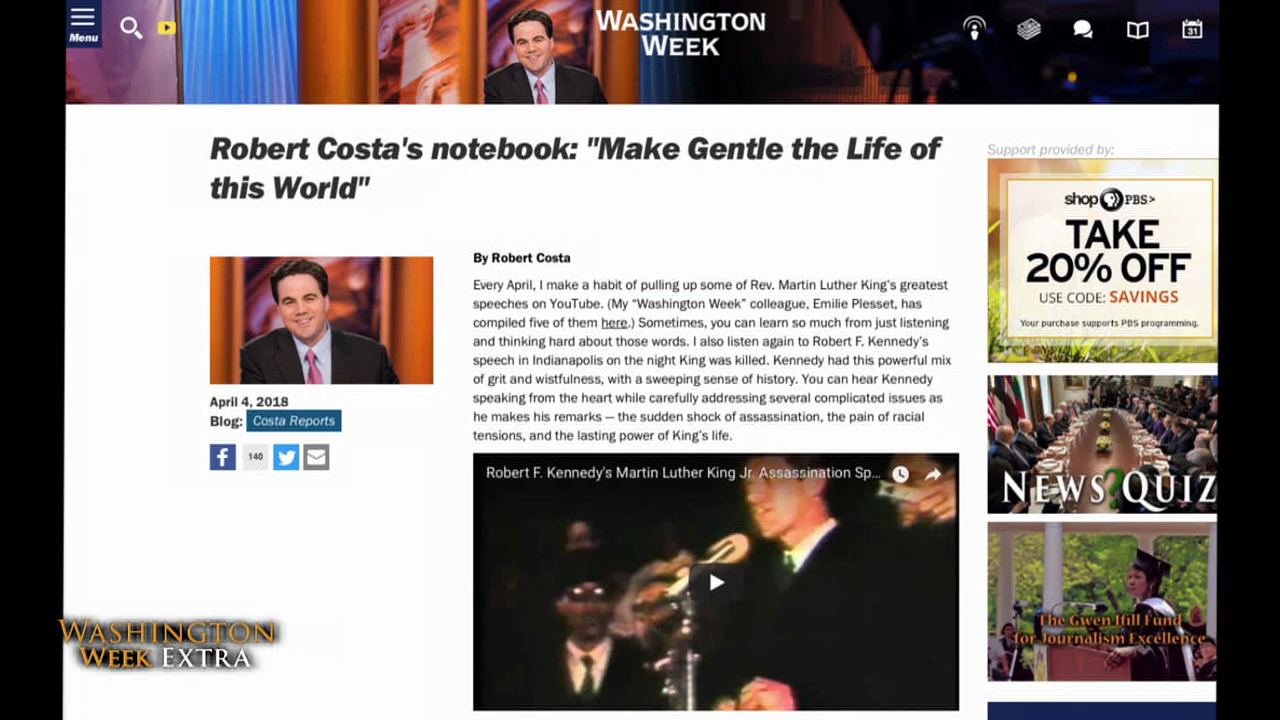 Menu
WASHINGTON
WEEK
31
Robert Costa's notebook: "Make Gentle the Life of
this World"
By Robert Costa
Every April, I make a habit of pulling up some of Rev. Martin Luther King's greatest
speeches on YouTube. (My "Washington Week" colleague, Emilie Plesset, has
compiled five of them here.) Sometimes, you can learn so much from just listening
and thinking hard about those words. I also listen again to Robert F. Kennedy's
speech in Indianapolis on the night King was killed. Kennedy had this powerful mix
of grit and wistfulness, with a sweeping sense of history. You can hear Kennedy
speaking from the heart while carefully addressing several complicated issues as
he makes his remarks — the sudden shock of assassination, the pain of racial
tensions, and the lasting power of King's life.
April 4, 2018
Blog: Costa Reports
f 140
Robert F. Kennedy's Martin Luther King Jr. Assassination Sp...
Support provided by:
shop PBS>
TAKE
20% OFF
USE CODE: SAVINGS
Your purchase supports PBS programming.
NEWS?QUIZ
The Gwen Ifill Fund
for Journalism Excellence
WASHINGTON
WEEK EXTRA